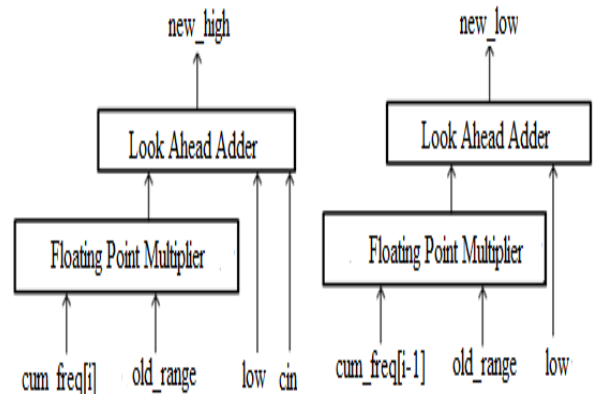 new_high
Look Ahead Adder
Floating Point Multiplier
cum_freq[i] old_range low cin
new_low
Look Ahead Adder
Floating Point Multiplier
cum_freq[i-1] old_range low